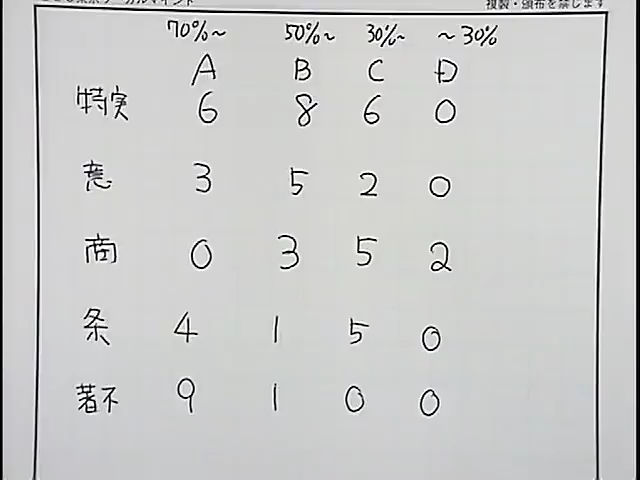 複製・頒布を禁じます
70%~ 50%~ 30%~ ~30%
A B C D
特実 6 8 6 0
意 3 5 2 0
商 0 3 5 2
条 4 1 5 0
著不 9 1 0 0